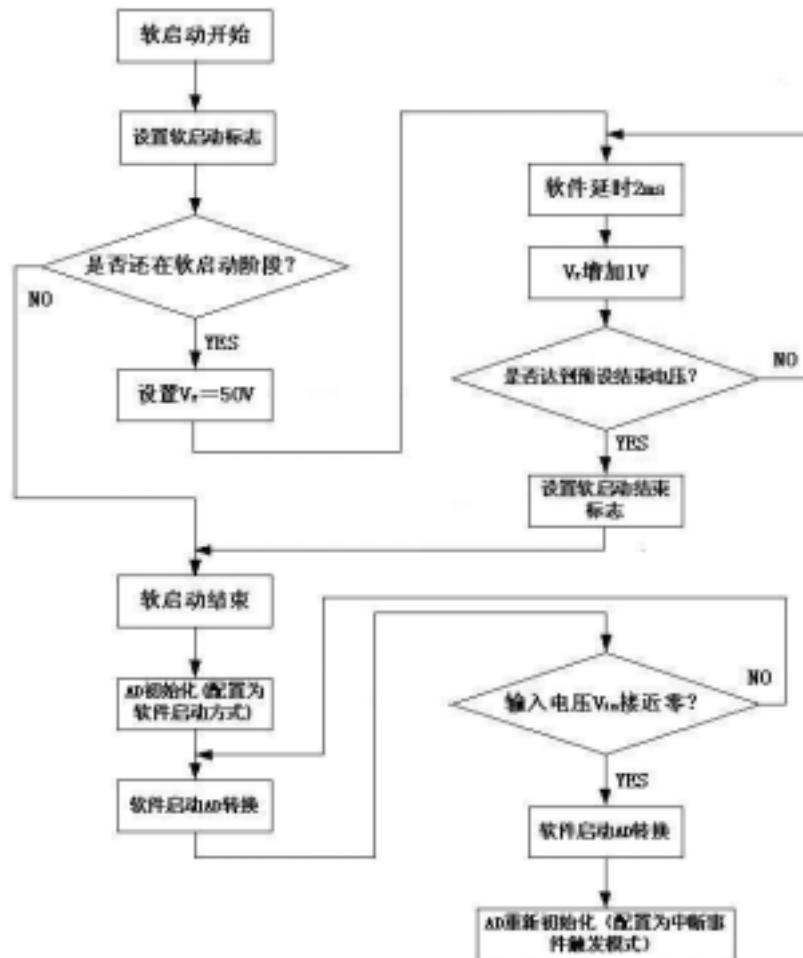 软启动开始
设置软启动标志
是否还在软启动阶段?
NO
YES
设置Vr＝50V
软件延时2ms
Vr增加1V
是否达到预设结束电压?
NO
YES
设置软启动结束
标志
软启动结束
AD初始化(配置为
软件启动方式)
软件启动AD转换
输入电压Vin接近零?
NO
YES
软件启动AD转换
AD重新初始化（配置为中断事
件触发模式）